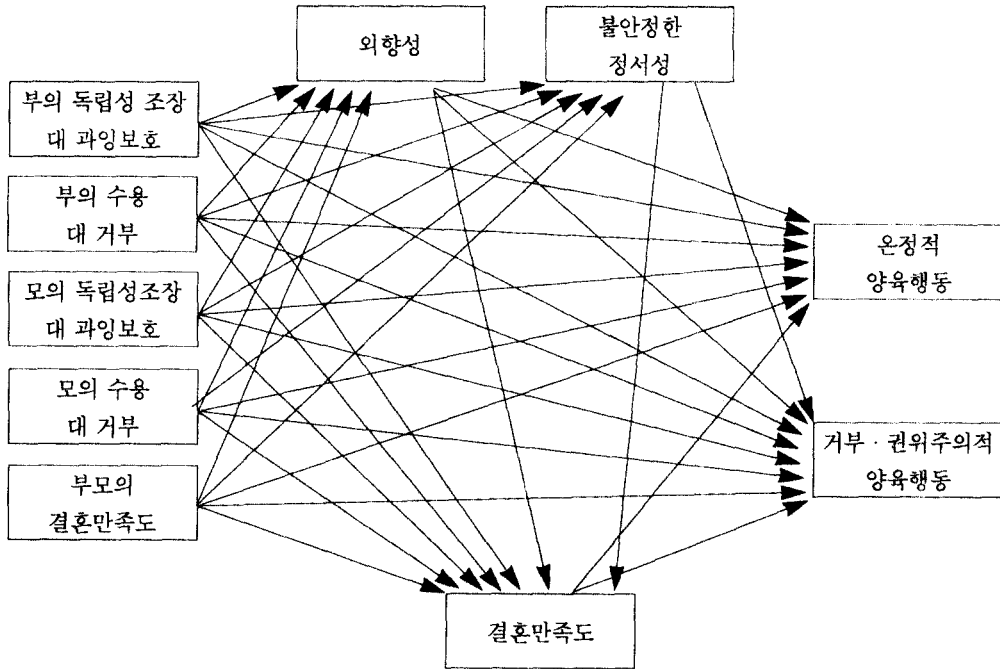 외향성
불안정한
정서성
부의 독립성 조장
대 과잉보호
부의 수용
대 거부
모의 독립성조장
대 과잉보호
모의 수용
대 거부
부모의
결혼만족도
온정적
양육행동
거부 · 권위주의적
양육행동
결혼만족도